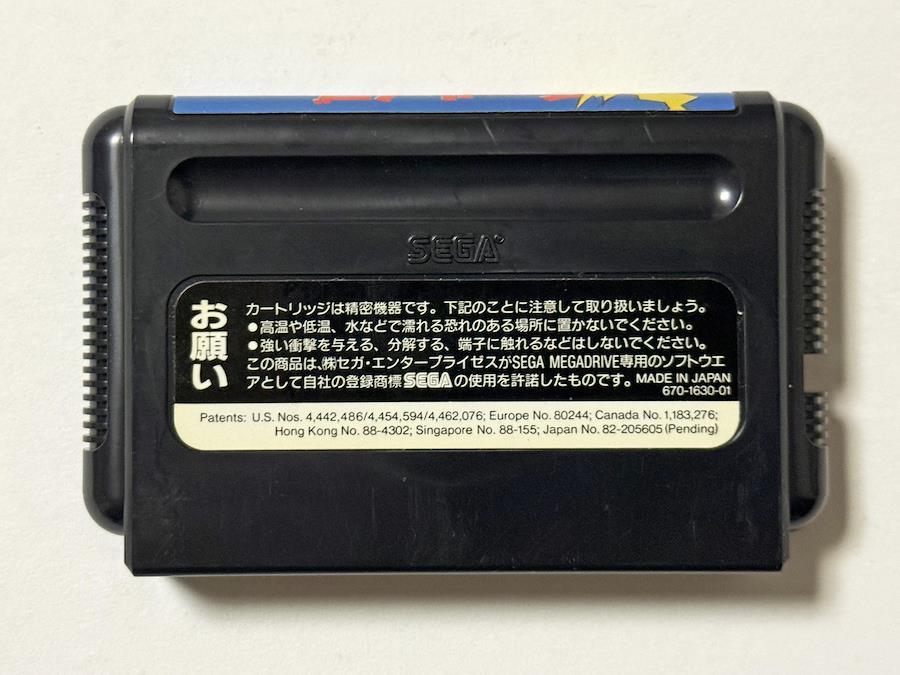 SEGA
お願い
カートリッジは精密機器です。下記のことに注意して取り扱いましょう。
●高温や低温、水などで濡れる恐れのある場所に置かないでください。
●強い衝撃を与える、分解する、端子に触れるなどはしないでください。
この商品は、㈱セガ・エンタープライゼスがSEGA MEGADRIVE専用のソフトウエ
アとして自社の登録商標SEGAの使用を許諾したものです。MADE IN JAPAN
670-1630-01
Patents: U.S. Nos. 4,442,486/4,454,594/4,462,076; Europe No. 80244; Canada No. 1,183,276;
Hong Kong No. 88-4302; Singapore No. 88-155; Japan No. 82-205605 (Pending)